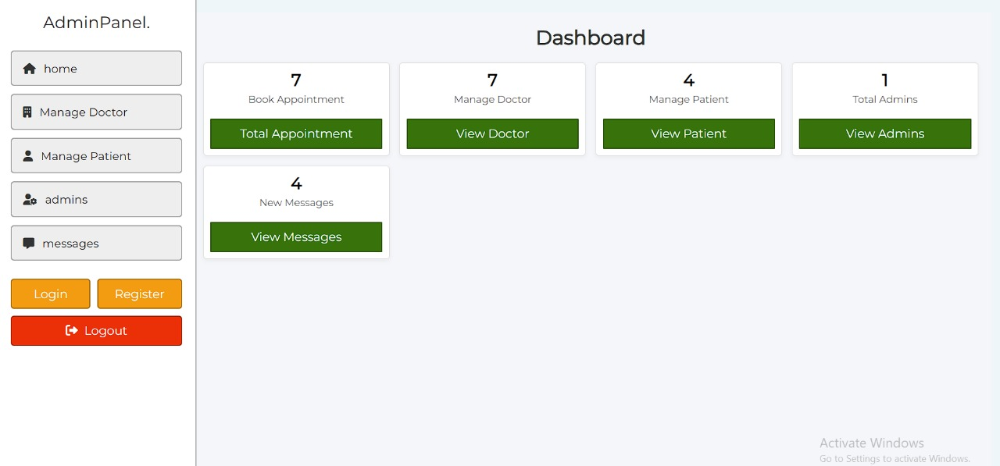 AdminPanel.
home
Manage Doctor
Manage Patient
admins
messages
Login
Register
Logout
Dashboard
7
Book Appointment
Total Appointment
7
Manage Doctor
View Doctor
4
Manage Patient
View Patient
1
Total Admins
View Admins
4
New Messages
View Messages
Activate Windows
Go to Settings to activate Windows.